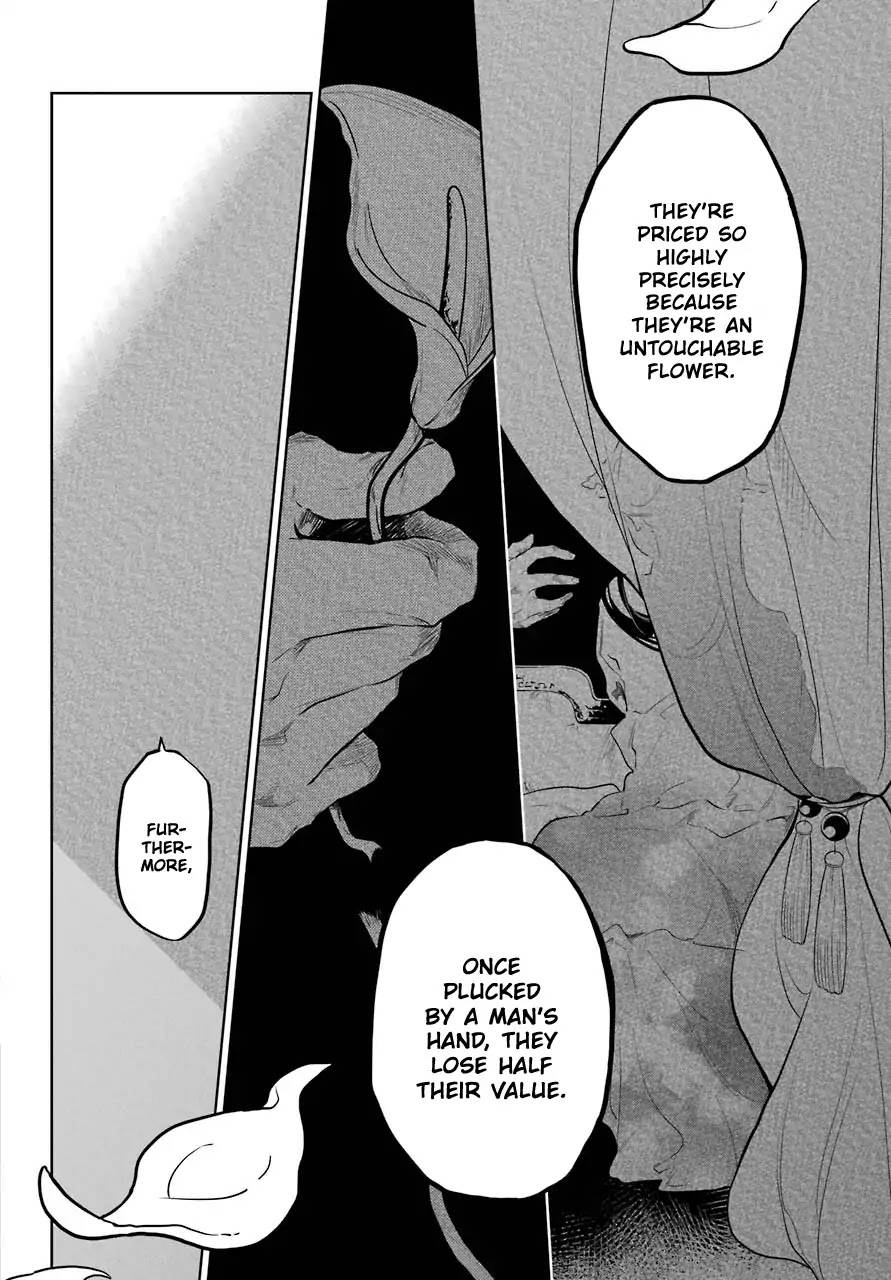 THEY'RE
PRICED SO
HIGHLY
PRECISELY
BECAUSE
THEY'RE AN
UNTOUCHABLE
FLOWER.
ONCE
PLUCKED
BY A MAN'S
HAND, THEY
LOSE HALF
THEIR VALUE.
FUR-
THER-
MORE,